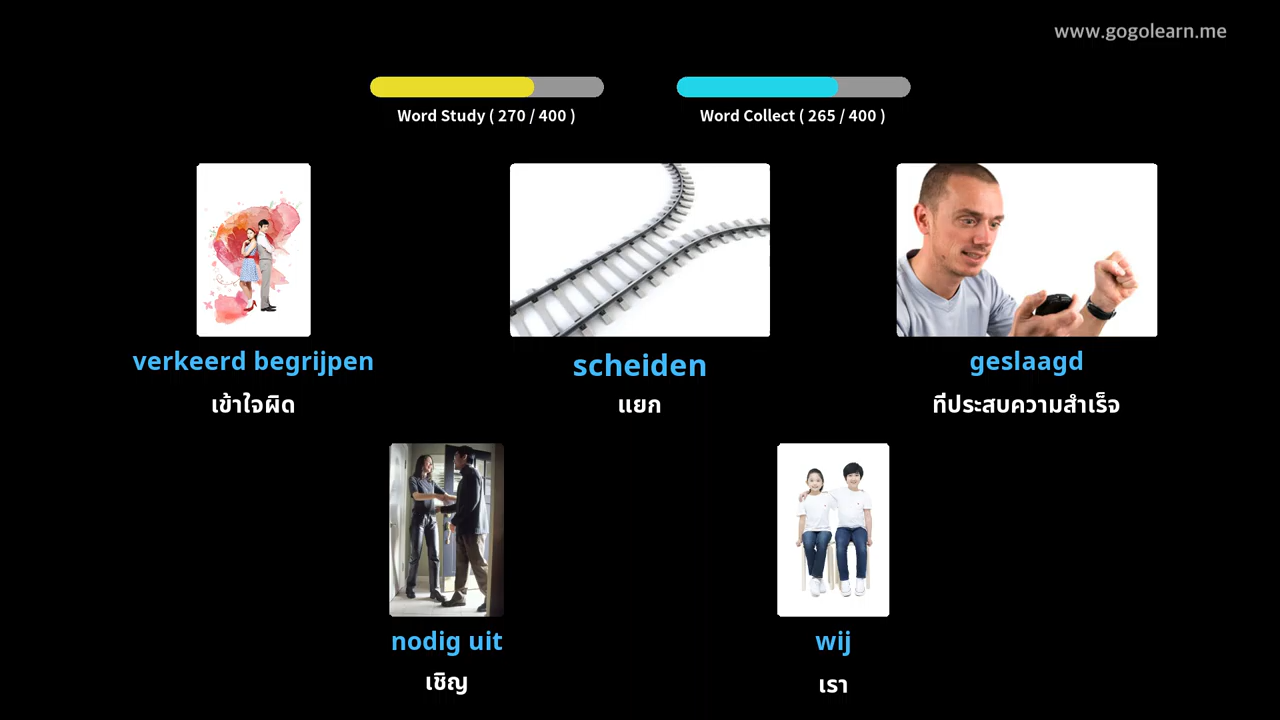 www.gogolearn.me
Word Study ( 270 / 400 )
Word Collect ( 265 / 400 )
verkeerd begrijpen
scheiden
geslaagd
เข้าใจผิด
แยก
ที่ประสบความสำเร็จ
nodig uit
wij
เชิญ
เรา